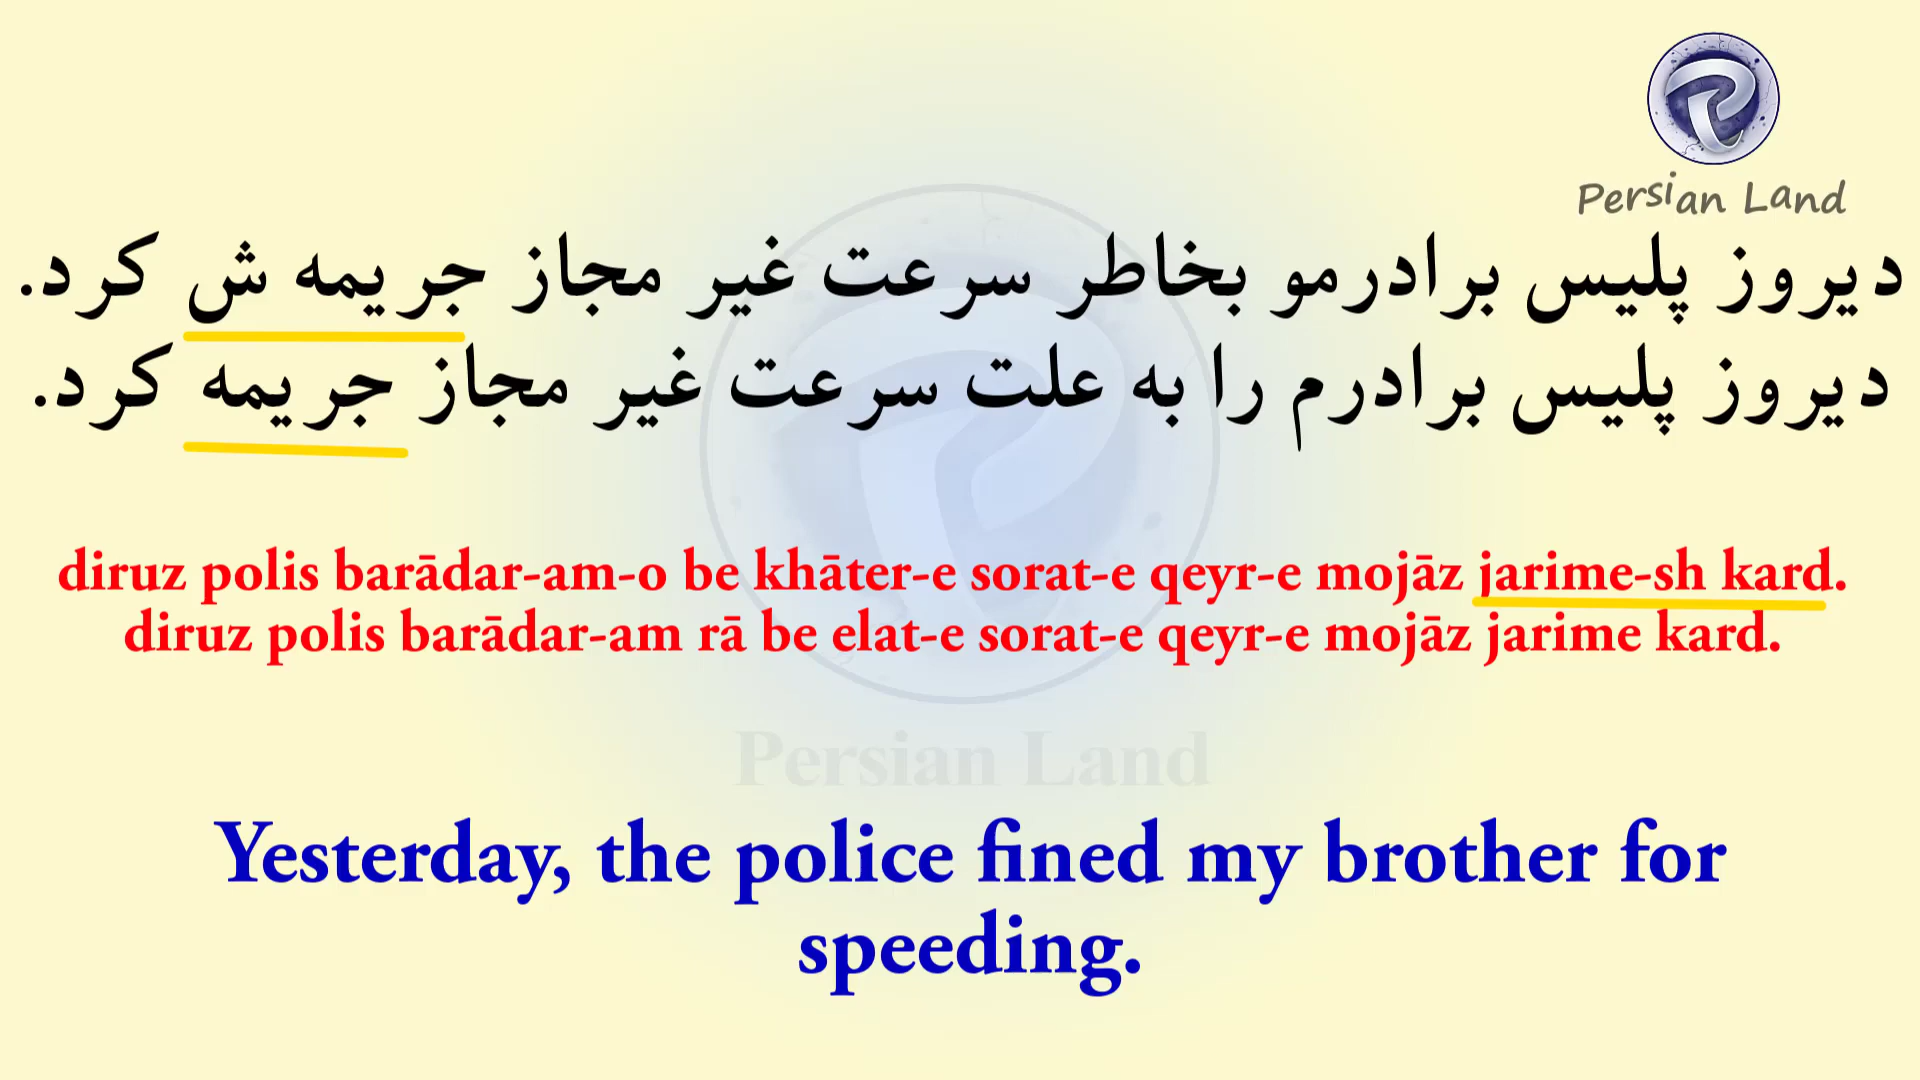 Persian Land
دیروز پلیس برادرمو بخاطر سرعت غیر مجاز جریمه ش کرد.
دیروز پلیس برادرم را به علت سرعت غیر مجاز جریمه کرد.
diruz polis barādar-am-o be khāter-e sorat-e qeyr-e mojāz jarime-sh kard.
diruz polis barādar-am rā be elat-e sorat-e qeyr-e mojāz jarime kard.
Persian Land
Yesterday, the police fined my brother for
speeding.